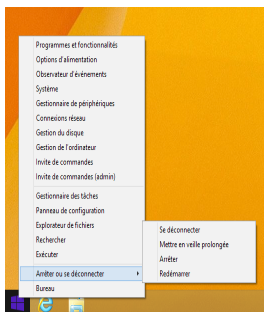 Programmes et fonctionnalités
Options d'alimentation
Observateur d'événements
Système
Gestionnaire de périphériques
Connexions réseau
Gestion du disque
Gestion de l'ordinateur
Invite de commandes
Invite de commandes (admin)
Gestionnaire des tâches
Panneau de configuration
Explorateur de fichiers
Rechercher
Exécuter
Arrêter ou se déconnecter
Bureau
Se déconnecter
Mettre en veille prolongée
Arrêter
Redémarrer